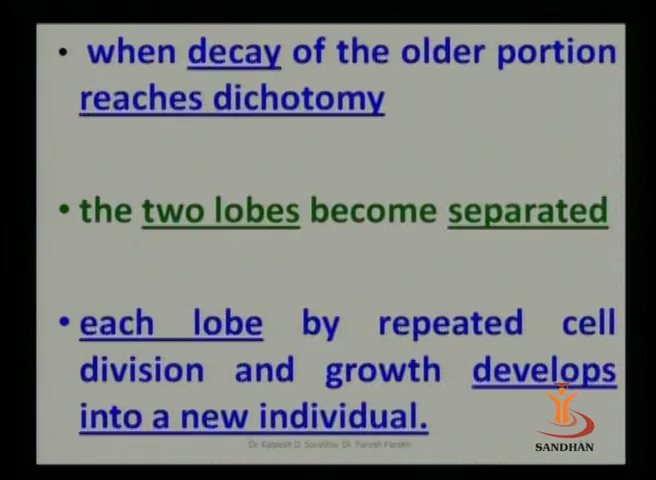 • when decay of the older portion
reaches dichotomy
• the two lobes become separated
• each lobe by repeated cell
division and growth develops
into a new individual.
SANDHAN